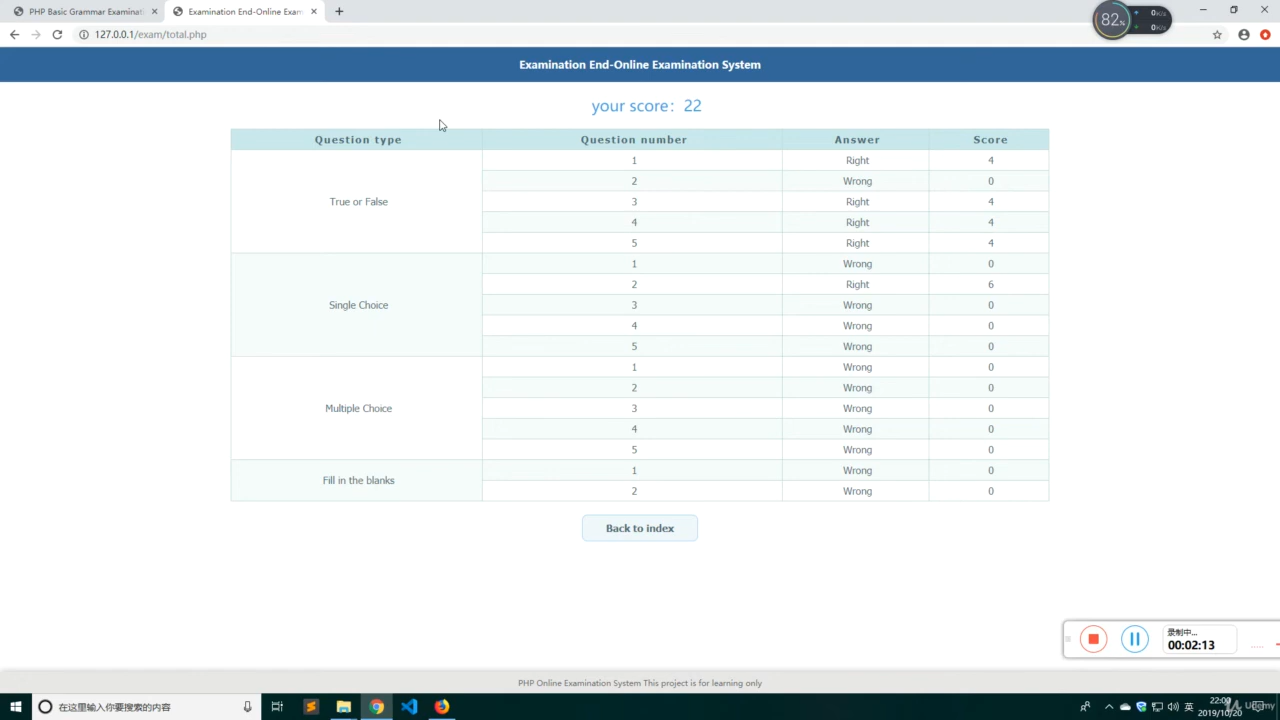 PHP Basic Grammar Examinati
Examination End-Online Exam
127.0.0.1/exam/total.php
82%
0K/s
0K/s
Examination End-Online Examination System
your score: 22
Question type Question number Answer Score
True or False
1 Right 4
2 Wrong 0
3 Right 4
4 Right 4
5 Right 4
Single Choice
1 Wrong 0
2 Right 6
3 Wrong 0
4 Wrong 0
5 Wrong 0
Multiple Choice
1 Wrong 0
2 Wrong 0
3 Wrong 0
4 Wrong 0
5 Wrong 0
Fill in the blanks
1 Wrong 0
2 Wrong 0
Back to index
录制中...
00:02:13
PHP Online Examination System This project is for learning only
在这里输入你要搜索的内容
英
2019/10/20
Udemy